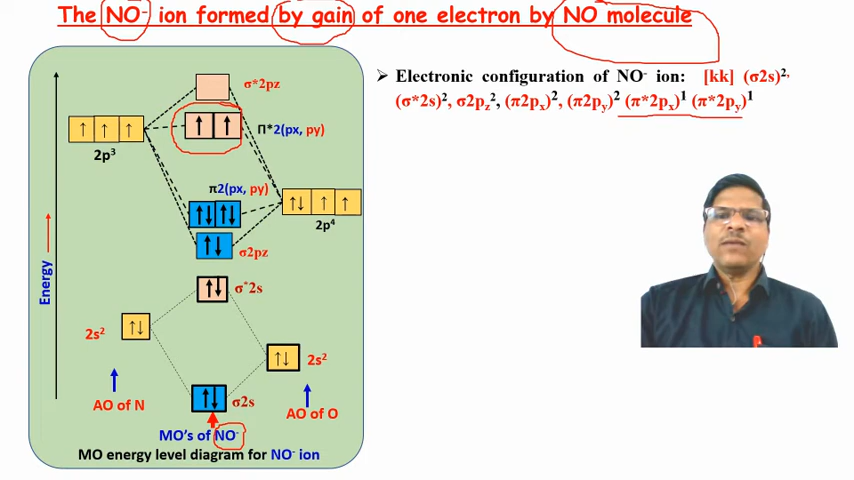 The NO⁻ ion formed by gain of one electron by NO molecule
➢ Electronic configuration of NO⁻ ion: [kk] (σ2s)²,
(σ*2s)², σ2pz², (π2px)², (π2py)² (π*2px)¹ (π*2py)¹
σ*2pz
↑ ↑ ↑
↑ ↑
Π*2(px, py)
2p³
π2(px, py)
↑↓ ↑ ↑
↑↓ ↑↓
2p⁴
↑↓
σ2pz
Energy
↑↓
σ*2s
2s²
↑↓
↑↓
2s²
↑↓
σ2s
AO of N
AO of O
MO's of NO⁻
MO energy level diagram for NO⁻ ion